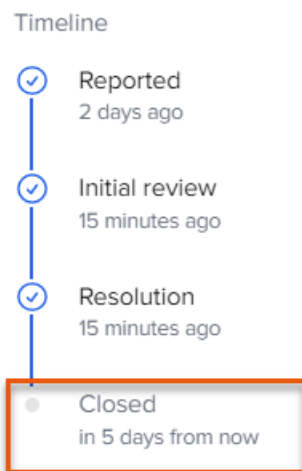 Timeline
Reported
2 days ago
Initial review
15 minutes ago
Resolution
15 minutes ago
Closed
in 5 days from now